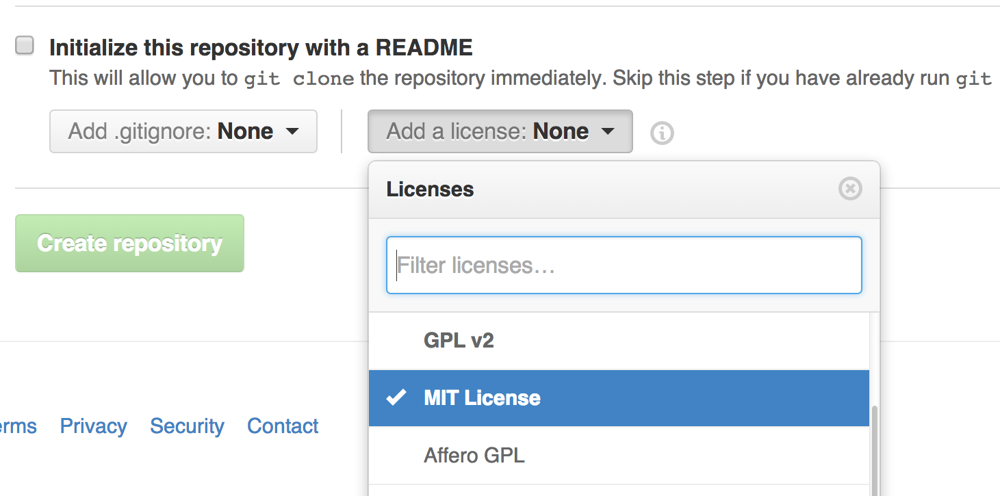 Initialize this repository with a README
This will allow you to git clone the repository immediately. Skip this step if you have already run git
Add .gitignore: None
Add a license: None
Licenses
Filter licenses…
GPL v2
MIT License
Affero GPL
Create repository
Privacy Security Contact